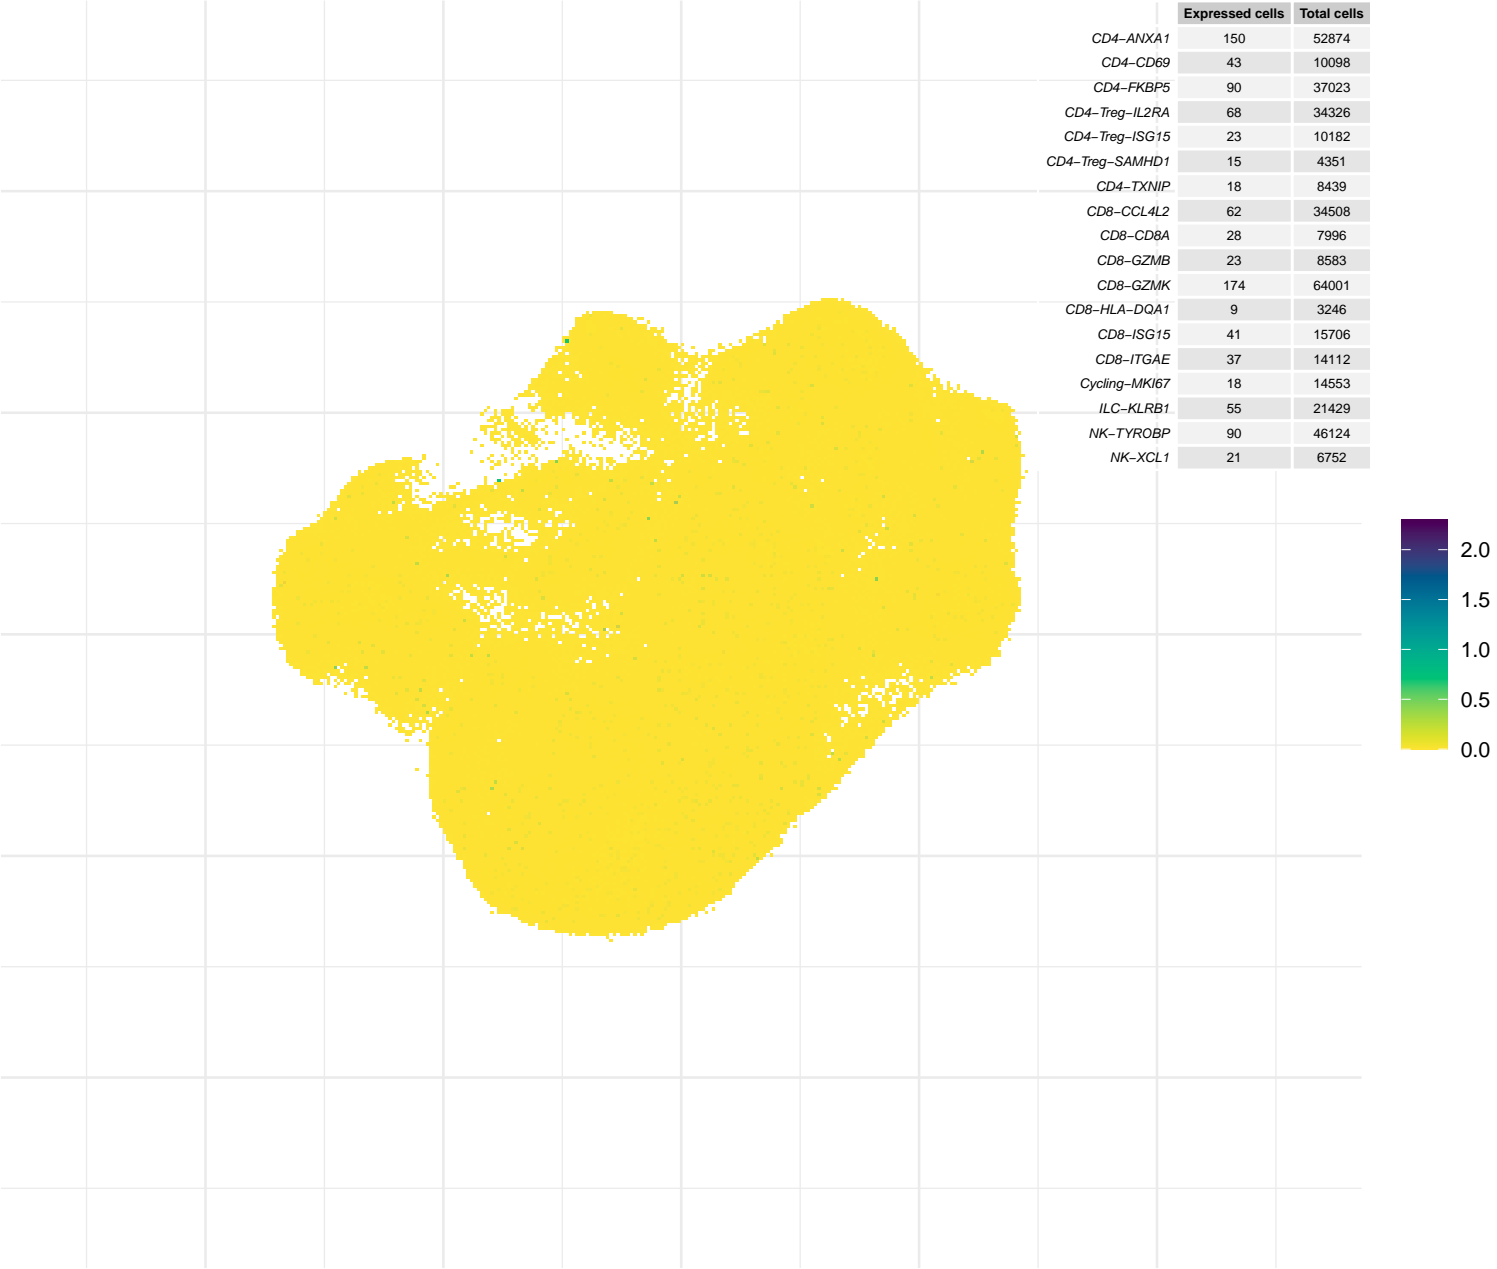 Expressed cells Total cells
CD4−ANXA1 150 52874
CD4−CD69 43 10098
CD4−FKBP5 90 37023
CD4−Treg−IL2RA 68 34326
CD4−Treg−ISG15 23 10182
CD4−Treg−SAMHD1 15 4351
CD4−TXNIP 18 8439
CD8−CCL4L2 62 34508
CD8−CD8A 28 7996
CD8−GZMB 23 8583
CD8−GZMK 174 64001
CD8−HLA−DQA1 9 3246
CD8−ISG15 41 15706
CD8−ITGAE 37 14112
Cycling−MKI67 18 14553
ILC−KLRB1 55 21429
NK−TYROBP 90 46124
NK−XCL1 21 6752
2.0
1.5
1.0
0.5
0.0